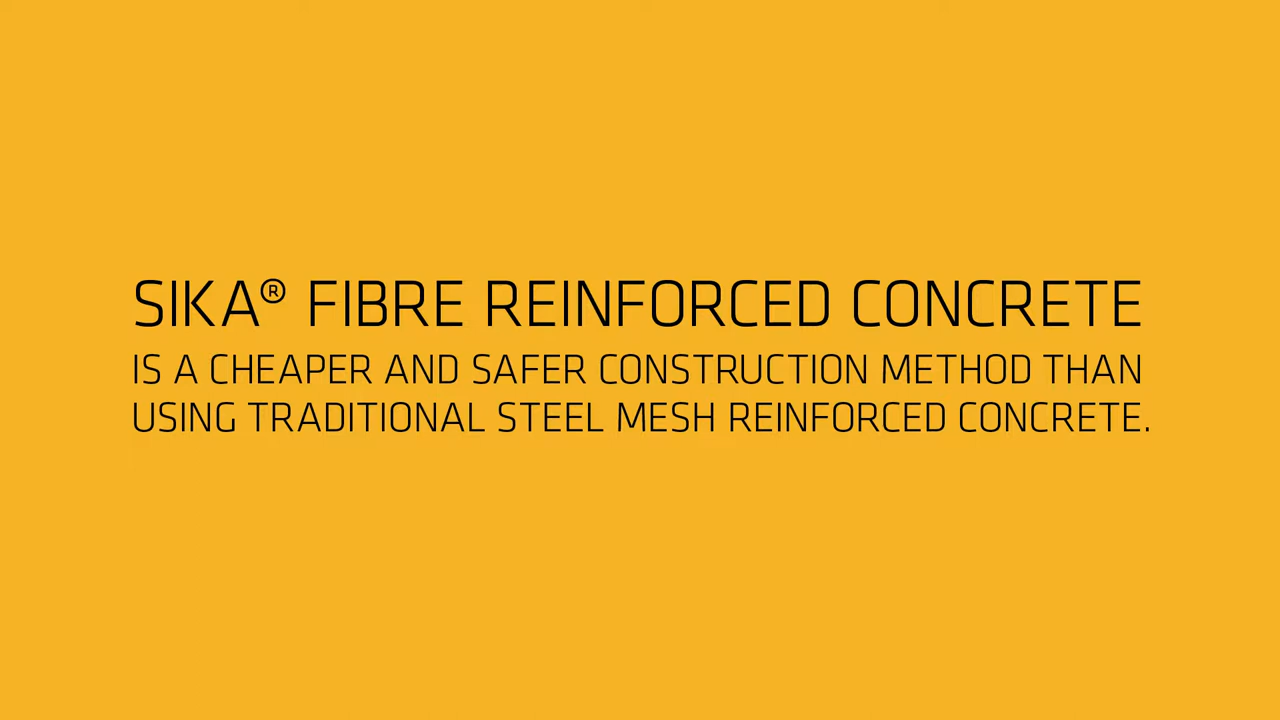 SIKA® FIBRE REINFORCED CONCRETE
IS A CHEAPER AND SAFER CONSTRUCTION METHOD THAN
USING TRADITIONAL STEEL MESH REINFORCED CONCRETE.